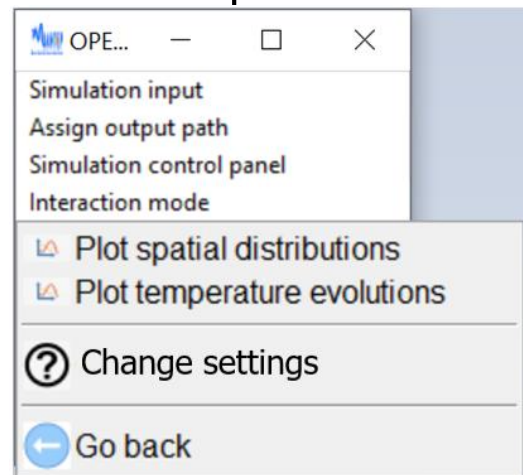 OPE...
Simulation input
Assign output path
Simulation control panel
Interaction mode
Plot spatial distributions
Plot temperature evolutions
Change settings
Go back